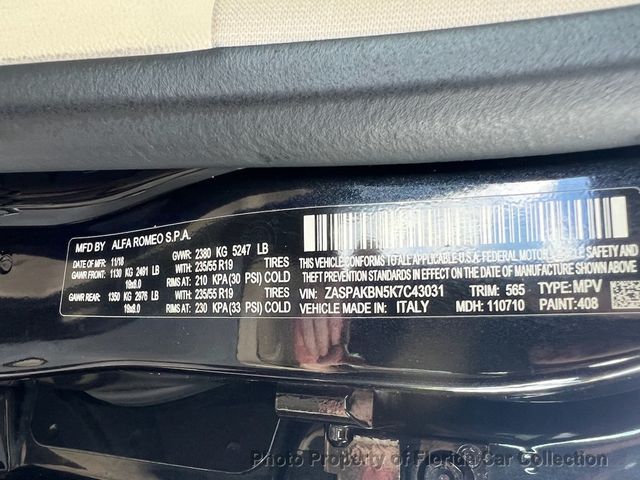 MFD BY ALFA ROMEO S.P.A.
DATE OF MFR: 11/18 GVWR: 2380 KG 5247 LB
GAWR FRONT: 1130 KG 2491 LB 235/55 R19 TIRES
19x8.0 RIMS AT: 210 KPA(30 PSI) COLD
GAWR REAR: 1350 KG 2976 LB 235/55 R19 TIRES
19x8.0 RIMS AT: 230 KPA (33 PSI) COLD
THIS VEHICLE CONFORMS TO ALL APPLICABLE U.S.A. FEDERAL MOTOR VEHICLE SAFETY AND
THEFT PREVENTION STANDARDS IN EFFECT ON THE DATE OF MANUFACTURE SHOWN ABOVE.
VIN: ZASPAKBN5K7C43031 TRIM: 565 TYPE: MPV
VEHICLE MADE IN: ITALY MDH: 110710 PAINT: 408
Photo Property of Florida Car Collection